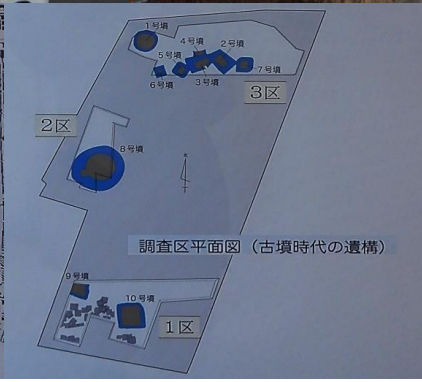 1号墳
4号墳
2号墳
5号墳
7号墳
3号墳
6号墳
3区
2区
8号墳
調査区平面図（古墳時代の遺構）
9号墳
10号墳
1区